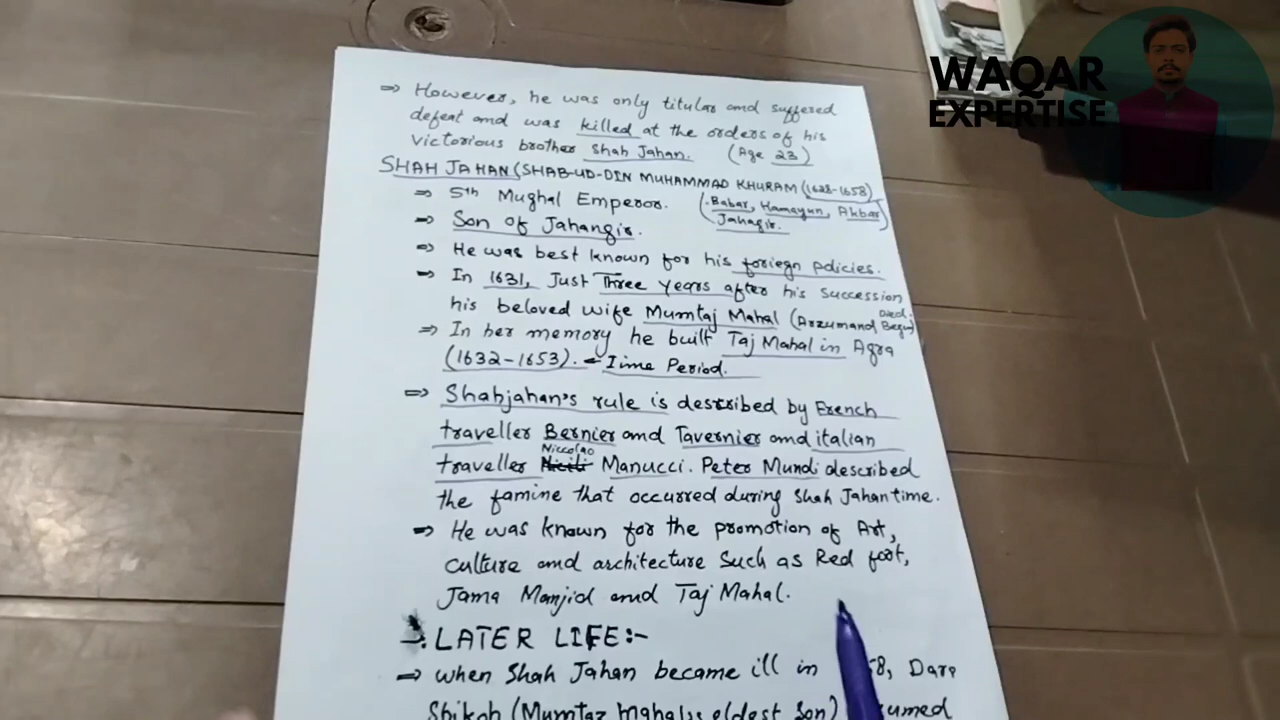 WAQAR
EXPERTISE
⇒ However, he was only titular and suffered
defeat and was killed at the orders of his
victorious brother Shah Jahan. (Age 23)
SHAH JAHAN (SHAB-UD-DIN MUHAMMAD KHURAM (1628-1658)
⇒ 5th Mughal Emperor. (Babar, Hamayun, Akbar
Jahagir.
⇒ Son of Jahangir.
⇒ He was best known for his foriegn policies.
⇒ In 1631, Just Three years after his succession
his beloved wife Mumtaj Mahal (Arzumand Begum) Died.
⇒ In her memory he built Taj Mahal in Agra
(1632-1653). ← Time Period.
⇒ Shahjahan's rule is described by French
traveller Bernier and Tavernier and italian
traveller Niccolao Manucci. Peter Mundi described
the famine that occurred during Shah Jahan time.
⇒ He was known for the promotion of Art,
culture and architecture Such as Red foot,
Jama Manjid and Taj Mahal.
LATER LIFE:-
⇒ when Shah Jahan became ill in 8, Dara
Shikoh (Mumtaz Mahal's eldest son) umed